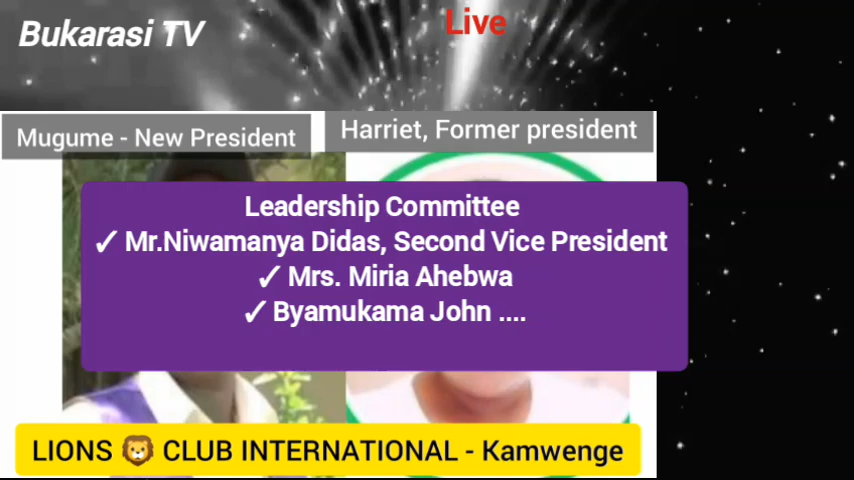 Bukarasi TV
Live
Mugume - New President
Harriet, Former president
Leadership Committee
✓ Mr.Niwamanya Didas, Second Vice President
✓ Mrs. Miria Ahebwa
✓ Byamukama John ....
LIONS 🦁 CLUB INTERNATIONAL - Kamwenge